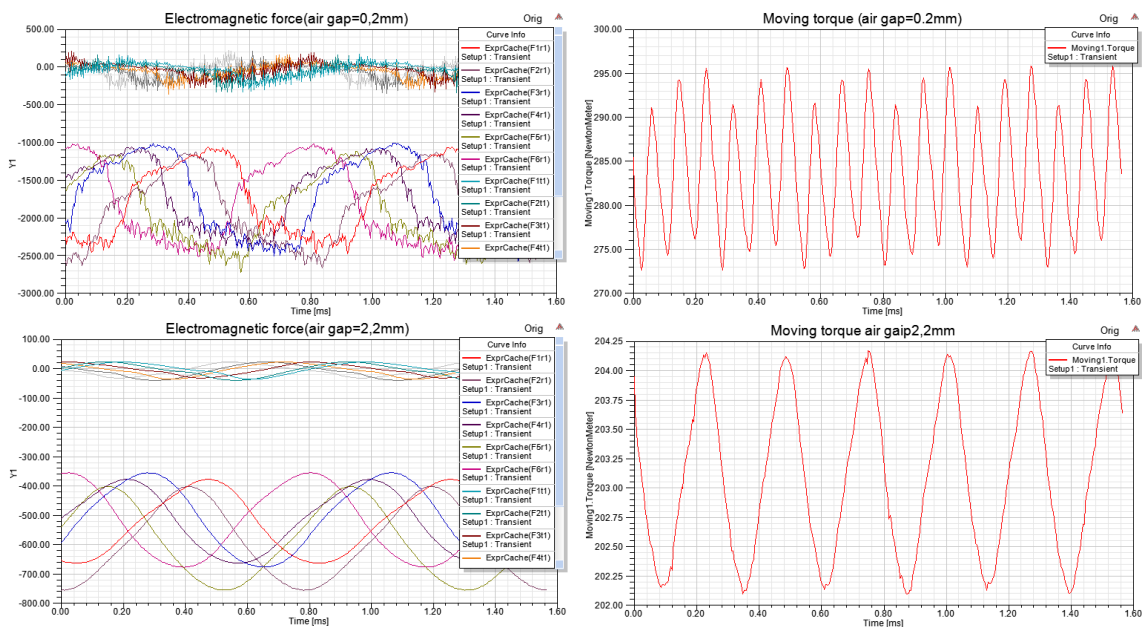 Electromagnetic force(air gap=0,2mm)
Orig
500.00
0.00
-500.00
-1000.00
-1500.00
-2000.00
-2500.00
-3000.00
Y1
0.00 0.20 0.40 0.60 0.80 1.00 1.20 1.40 1.60
Time [ms]
Curve Info
ExprCache(F1r1)
Setup1 : Transient
ExprCache(F2r1)
Setup1 : Transient
ExprCache(F3r1)
Setup1 : Transient
ExprCache(F4r1)
Setup1 : Transient
ExprCache(F5r1)
Setup1 : Transient
ExprCache(F6r1)
Setup1 : Transient
ExprCache(F1t1)
Setup1 : Transient
ExprCache(F2t1)
Setup1 : Transient
ExprCache(F3t1)
Setup1 : Transient
ExprCache(F4t1)
Moving torque (air gap=0.2mm)
Orig
300.00
295.00
290.00
285.00
280.00
275.00
270.00
Moving1.Torque [NewtonMeter]
0.00 0.20 0.40 0.60 0.80 1.00 1.20 1.40 1.60
Time [ms]
Curve Info
Moving1.Torque
Setup1 : Transient
Electromagnetic force(air gap=2,2mm)
Orig
100.00
0.00
-100.00
-200.00
-300.00
-400.00
-500.00
-600.00
-700.00
-800.00
Y1
0.00 0.20 0.40 0.60 0.80 1.00 1.20 1.40 1.60
Time [ms]
Curve Info
ExprCache(F1r1)
Setup1 : Transient
ExprCache(F2r1)
Setup1 : Transient
ExprCache(F3r1)
Setup1 : Transient
ExprCache(F4r1)
Setup1 : Transient
ExprCache(F5r1)
Setup1 : Transient
ExprCache(F6r1)
Setup1 : Transient
ExprCache(F1t1)
Setup1 : Transient
ExprCache(F2t1)
Setup1 : Transient
ExprCache(F3t1)
Setup1 : Transient
ExprCache(F4t1)
Moving torque air gaip2,2mm
Orig
204.25
204.00
203.75
203.50
203.25
203.00
202.75
202.50
202.25
202.00
Moving1.Torque [NewtonMeter]
0.00 0.20 0.40 0.60 0.80 1.00 1.20 1.40 1.60
Time [ms]
Curve Info
Moving1.Torque
Setup1 : Transient